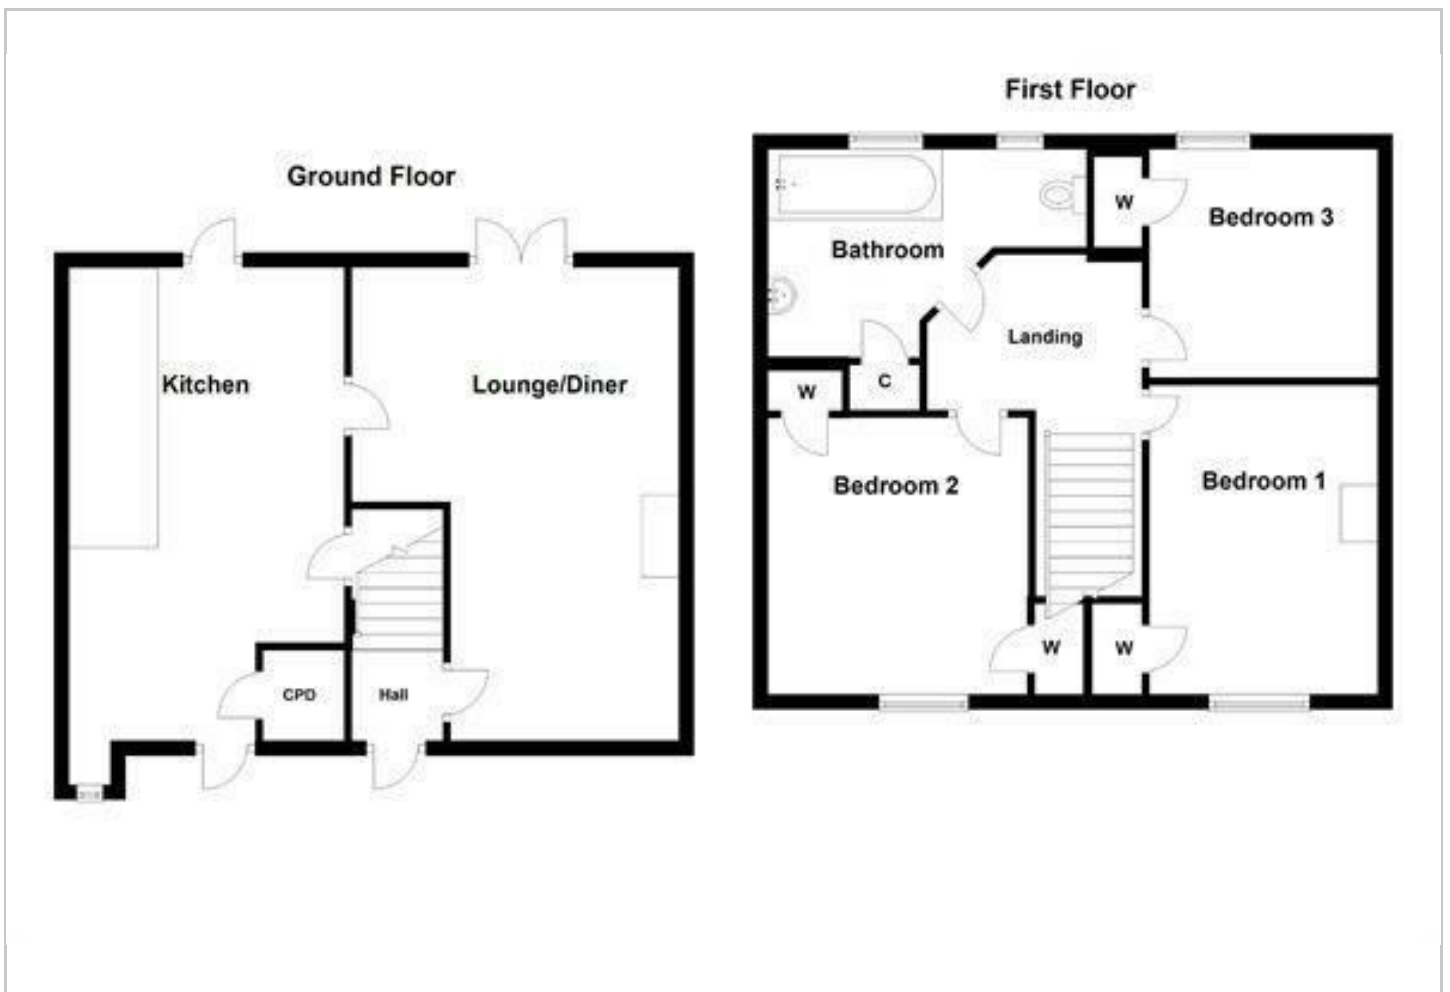 Ground Floor
Kitchen
Lounge/Diner
CPD
Hall
First Floor
W
Bedroom 3
Bathroom
Landing
W
C
Bedroom 2
Bedroom 1
W
W